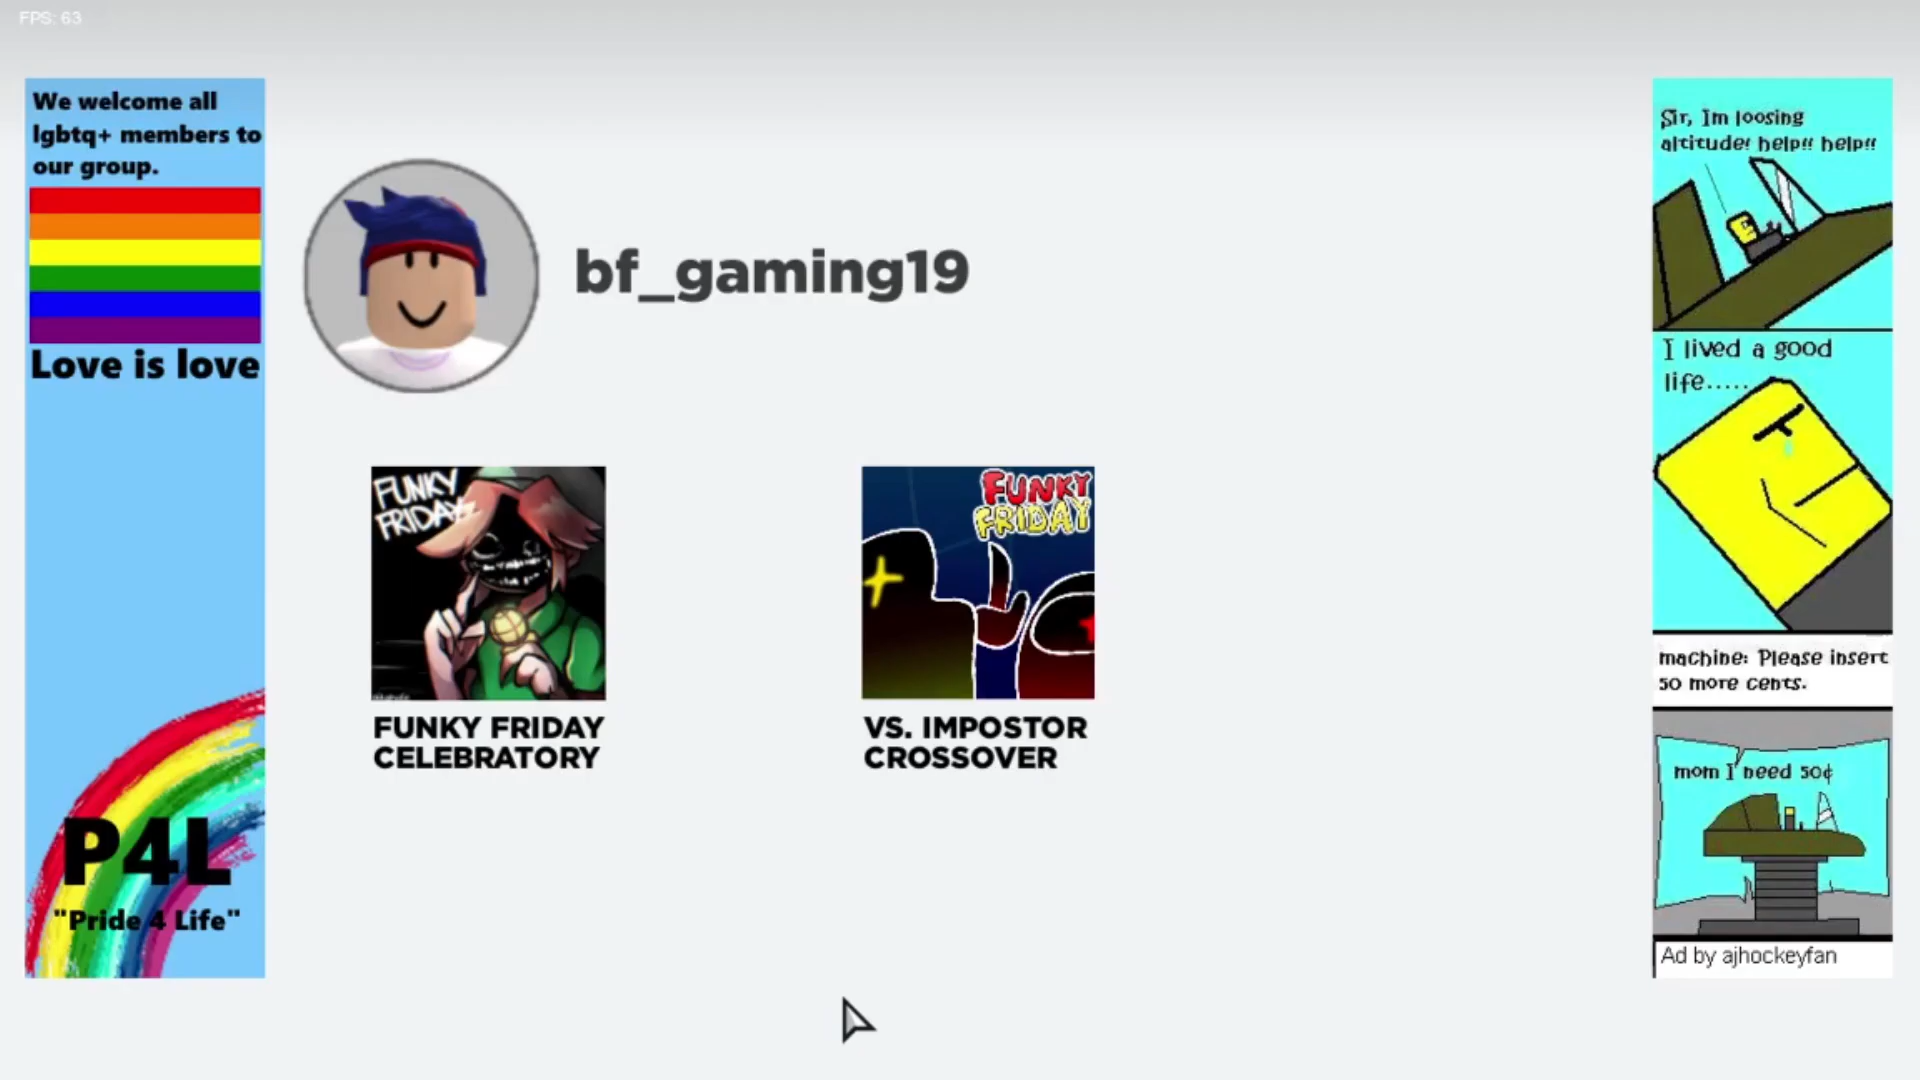 FPS: 63
We welcome all
lgbtq+ members to
our group.
Love is love
P4L
"Pride 4 Life"
bf_gaming19
FUNKY
FRIDAY
FUNKY FRIDAY
CELEBRATORY
FUNKY
FRIDAY
VS. IMPOSTOR
CROSSOVER
Sir, Im loosing
altitude! help!! help!!
I lived a good
life.....
machine: Please insert
50 more cents.
mom I need 50¢
Ad by ajhockeyfan